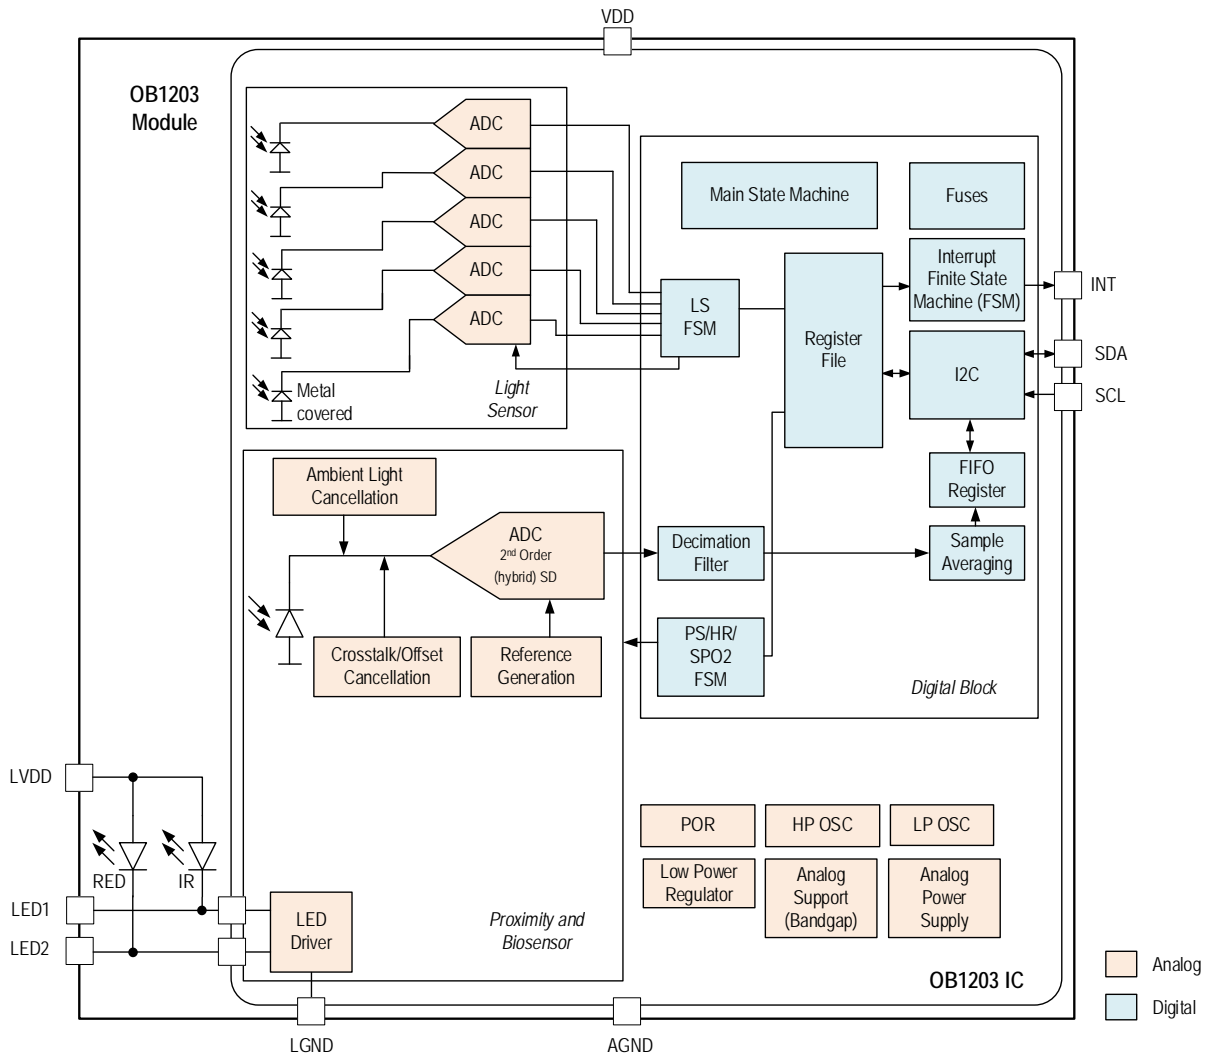 VDD
OB1203
Module
ADC
ADC
ADC
ADC
ADC
Metal
covered
Light
Sensor
Main State Machine
Fuses
Interrupt
Finite State
Machine (FSM)
INT
LS
FSM
Register
File
I2C
SDA
SCL
FIFO
Register
Sample
Averaging
Decimation
Filter
PS/HR/
SPO2
FSM
Digital Block
Ambient Light
Cancellation
ADC
2nd Order
(hybrid) SD
Crosstalk/Offset
Cancellation
Reference
Generation
LVDD
RED
IR
LED1
LED2
LED
Driver
Proximity and
Biosensor
POR
HP OSC
LP OSC
Low Power
Regulator
Analog
Support
(Bandgap)
Analog
Power
Supply
OB1203 IC
Analog
Digital
LGND
AGND